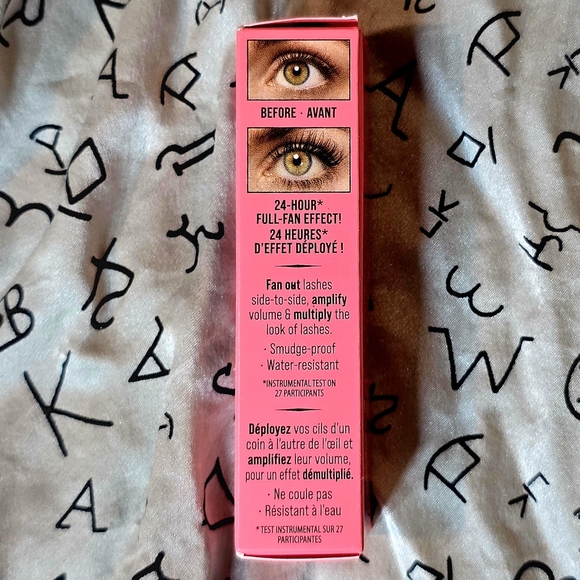 BEFORE · AVANT
24-HOUR*
FULL-FAN EFFECT!
24 HEURES*
D'EFFET DÉPLOYÉ !
Fan out lashes
side-to-side, amplify
volume & multiply the
look of lashes.
· Smudge-proof
· Water-resistant
*INSTRUMENTAL TEST ON
27 PARTICIPANTS
Déployez vos cils d'un
coin à l'autre de l'œil et
amplifiez leur volume,
pour un effet démultiplié.
· Ne coule pas
· Résistant à l'eau
* TEST INSTRUMENTAL SUR 27
PARTICIPANTES